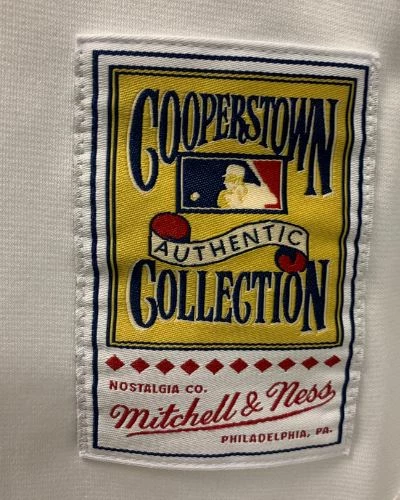 COOPERSTOWN
AUTHENTIC
COLLECTION
NOSTALGIA CO.
Mitchell & Ness
PHILADELPHIA, PA.